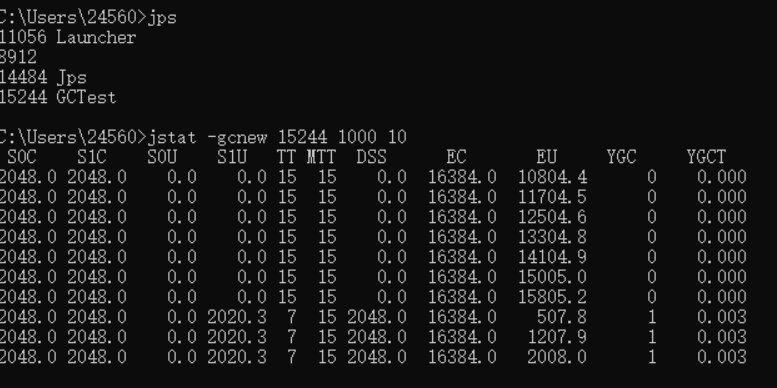 C:\Users\24560>jps
11056 Launcher
8912
14484 Jps
15244 GCTest
C:\Users\24560>jstat -gcnew 15244 1000 10
S0C S1C S0U S1U TT MTT DSS EC EU YGC YGCT
2048.0 2048.0 0.0 0.0 15 15 0.0 16384.0 10804.4 0 0.000
2048.0 2048.0 0.0 0.0 15 15 0.0 16384.0 11704.5 0 0.000
2048.0 2048.0 0.0 0.0 15 15 0.0 16384.0 12504.6 0 0.000
2048.0 2048.0 0.0 0.0 15 15 0.0 16384.0 13304.8 0 0.000
2048.0 2048.0 0.0 0.0 15 15 0.0 16384.0 14104.9 0 0.000
2048.0 2048.0 0.0 0.0 15 15 0.0 16384.0 15005.0 0 0.000
2048.0 2048.0 0.0 0.0 15 15 0.0 16384.0 15805.2 0 0.000
2048.0 2048.0 0.0 2020.3 7 15 2048.0 16384.0 507.8 1 0.003
2048.0 2048.0 0.0 2020.3 7 15 2048.0 16384.0 1207.9 1 0.003
2048.0 2048.0 0.0 2020.3 7 15 2048.0 16384.0 2008.0 1 0.003